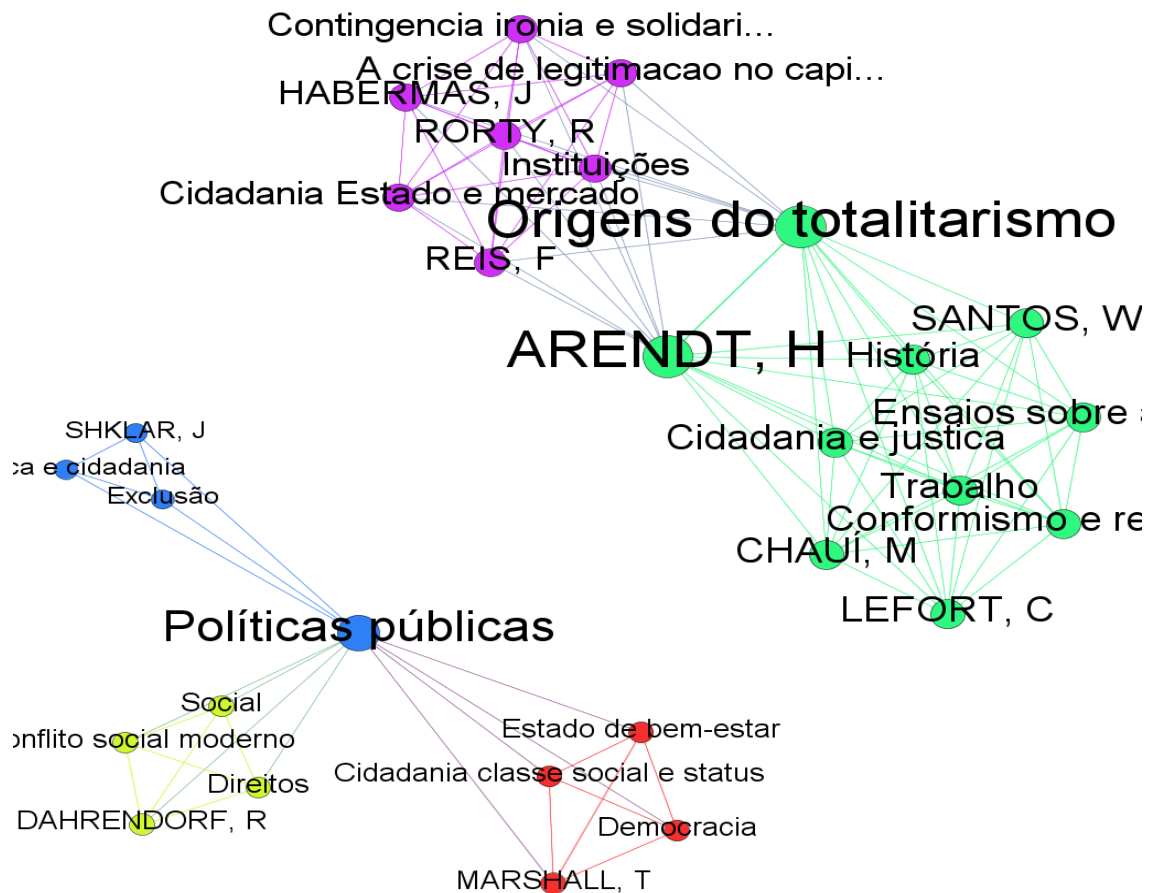 Contingencia ironia e solidari...
A crise de legitimacao no capi...
HABERMAS, J
RORTY, R
Instituições
Cidadania Estado e mercado
Origens do totalitarismo
REIS, F
SANTOS, W
ARENDT, H
História
Ensaios sobre a
Cidadania e justica
SHKLAR, J
ca e cidadania
Exclusão
Trabalho
Conformismo e re
CHAUÍ, M
LEFORT, C
Políticas públicas
Social
Estado de bem-estar
onflito social moderno
Cidadania classe social e status
Direitos
DAHRENDORF, R
Democracia
MARSHALL, T